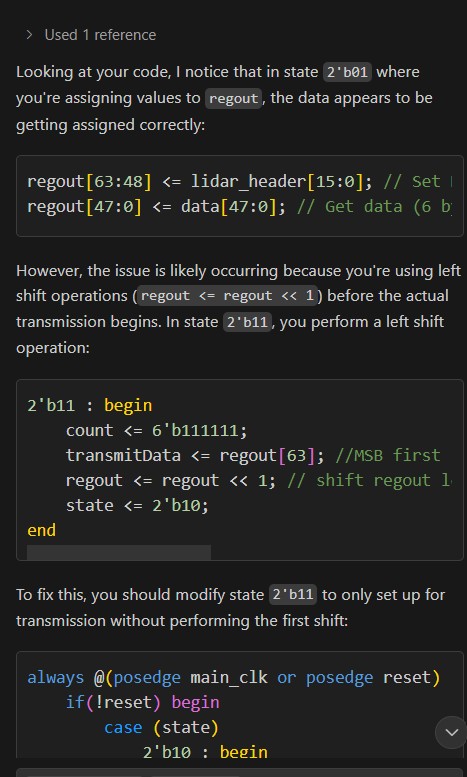 Used 1 reference
Looking at your code, I notice that in state 2'b01 where
you're assigning values to regout, the data appears to be
getting assigned correctly:
regout[63:48] <= lidar_header[15:0]; // Set
regout[47:0] <= data[47:0]; // Get data (6 b
However, the issue is likely occurring because you're using left
shift operations (regout <= regout << 1) before the actual
transmission begins. In state 2'b11, you perform a left shift
operation:
2'b11 : begin
count <= 6'b111111;
transmitData <= regout[63]; //MSB first
regout <= regout << 1; // shift regout l
state <= 2'b10;
end
To fix this, you should modify state 2'b11 to only set up for
transmission without performing the first shift:
always @(posedge main_clk or posedge reset)
if(!reset) begin
case (state)
2'b10 : begin